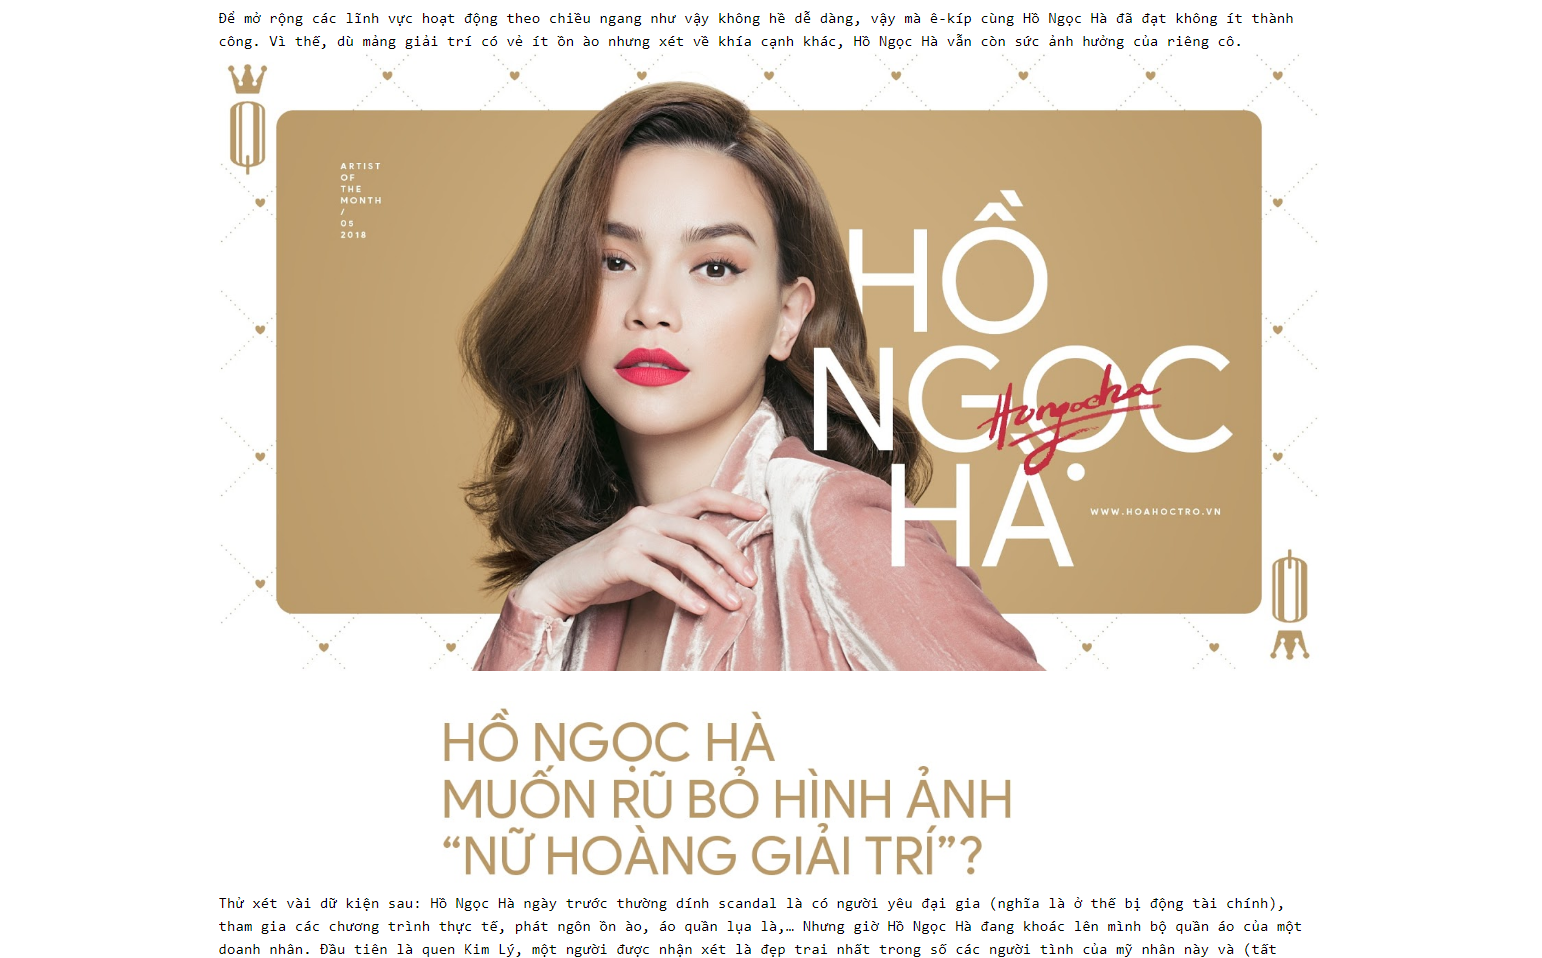 Để mở rộng các lĩnh vực hoạt động theo chiều ngang như vậy không hề dễ dàng, vậy mà ê-kíp cùng Hồ Ngọc Hà đã đạt không ít thành
công. Vì thế, dù mảng giải trí có vẻ ít ồn ào nhưng xét về khía cạnh khác, Hồ Ngọc Hà vẫn còn sức ảnh hưởng của riêng cô.
ARTIST
OF
THE
MONTH
/
05
2018
HỒ
NGỌC
Hongocha
HÀ
WWW.HOAHOCTRO.VN
HỒ NGỌC HÀ
MUỐN RŨ BỎ HÌNH ẢNH
“NỮ HOÀNG GIẢI TRÍ”?
Thử xét vài dữ kiện sau: Hồ Ngọc Hà ngày trước thường dính scandal là có người yêu đại gia (nghĩa là ở thế bị động tài chính),
tham gia các chương trình thực tế, phát ngôn ồn ào, áo quần lụa là,… Nhưng giờ Hồ Ngọc Hà đang khoác lên mình bộ quần áo của một
doanh nhân. Đầu tiên là quen Kim Lý, một người được nhận xét là đẹp trai nhất trong số các người tình của mỹ nhân này và (tất